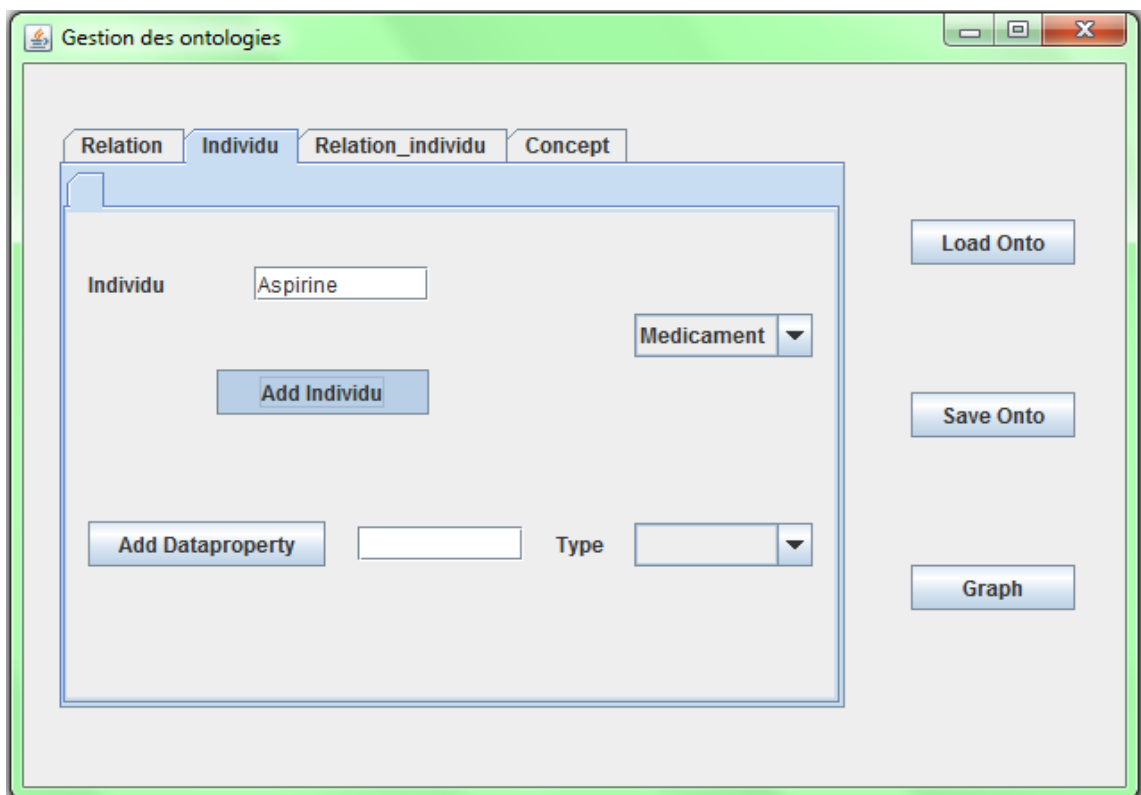 Gestion des ontologies
Relation Individu Relation_individu Concept
Load Onto
Individu Aspirine
Medicament
Add Individu
Save Onto
Add Dataproperty Type
Graph